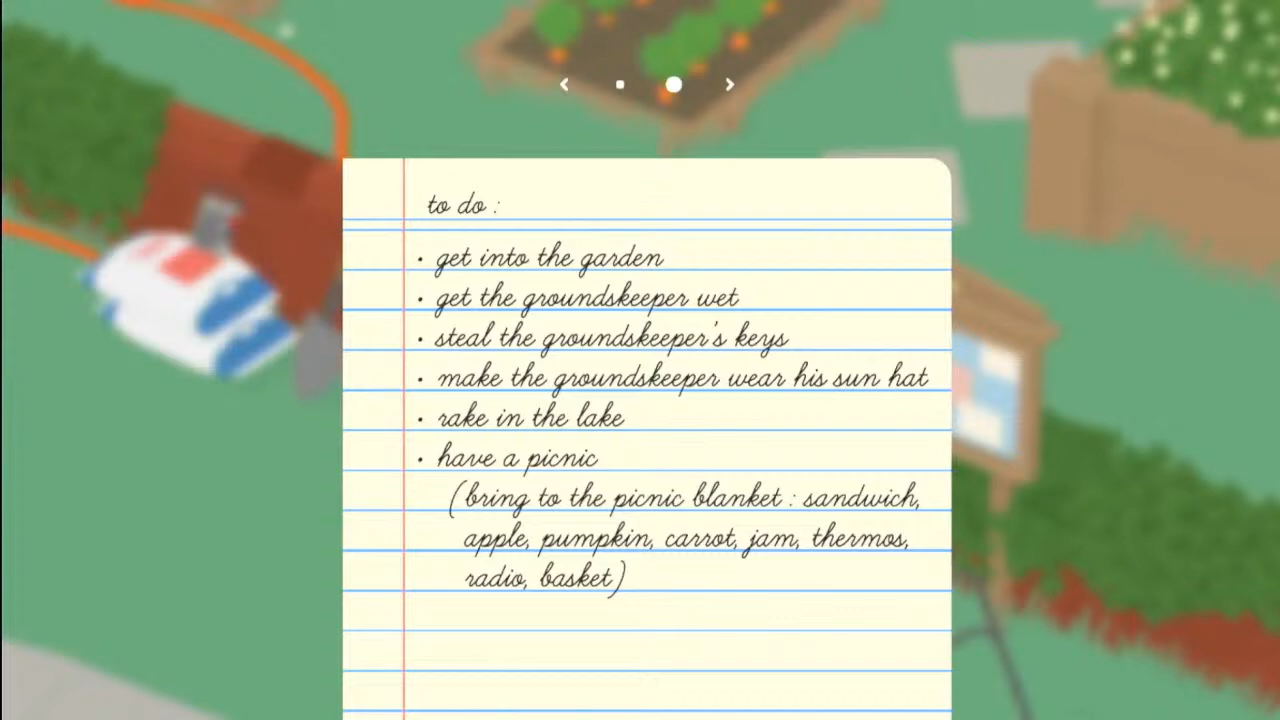 to do :
• get into the garden
• get the groundskeeper wet
• steal the groundskeeper's keys
• make the groundskeeper wear his sun hat
• rake in the lake
• have a picnic
(bring to the picnic blanket : sandwich,
apple, pumpkin, carrot, jam, thermos,
radio, basket)